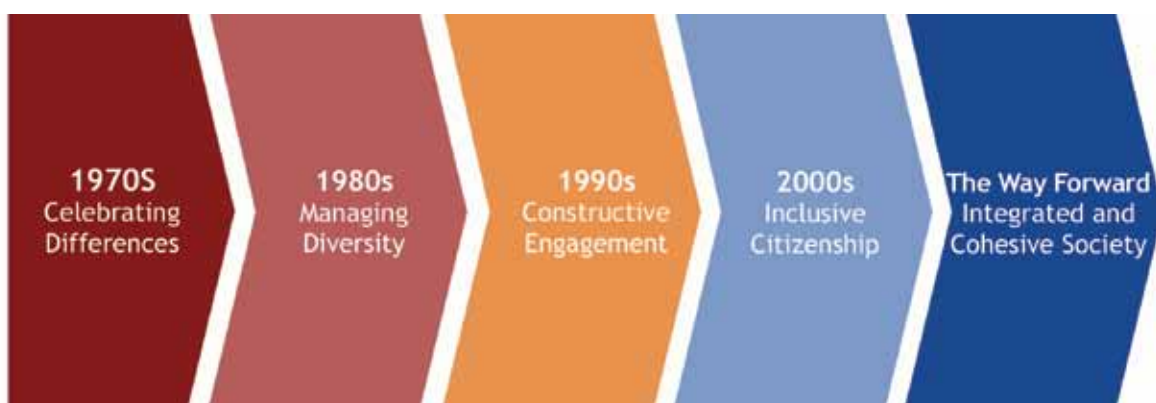 1970S
Celebrating
Differences
1980s
Managing
Diversity
1990s
Constructive
Engagement
2000s
Inclusive
Citizenship
The Way Forward
Integrated and
Cohesive Society